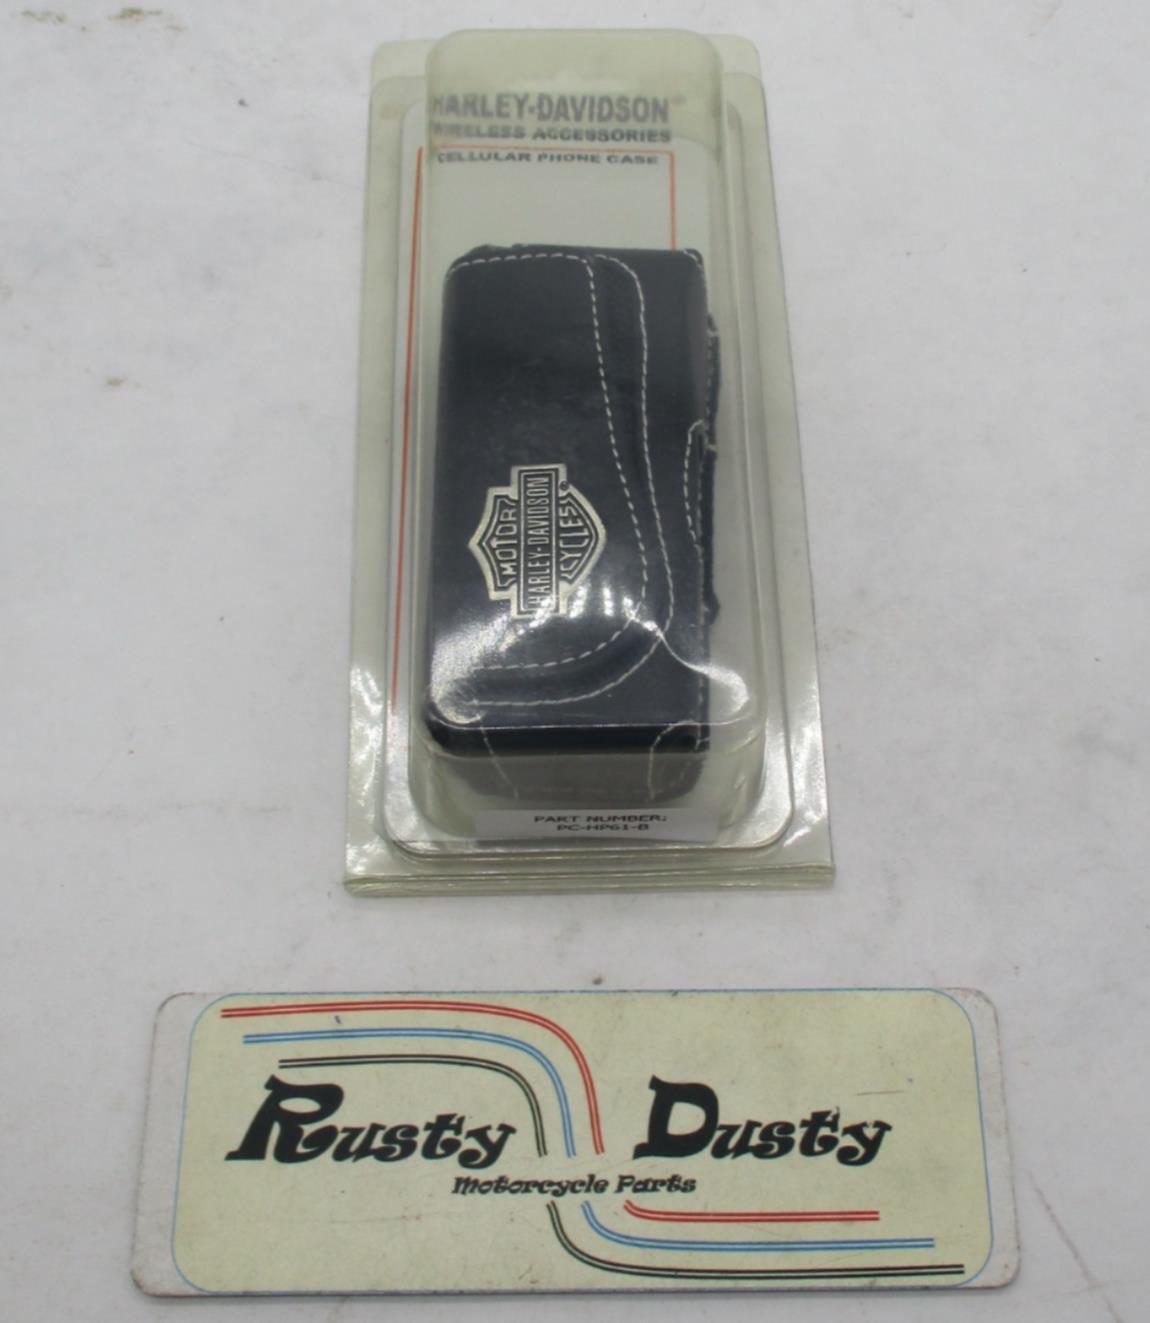 HARLEY-DAVIDSON
WIRELESS ACCESSORIES
CELLULAR PHONE CASE
MOTOR
HARLEY-DAVIDSON
CYCLES
PART NUMBER:
PC-HP61-B
Rusty Dusty
Motorcycle Parts